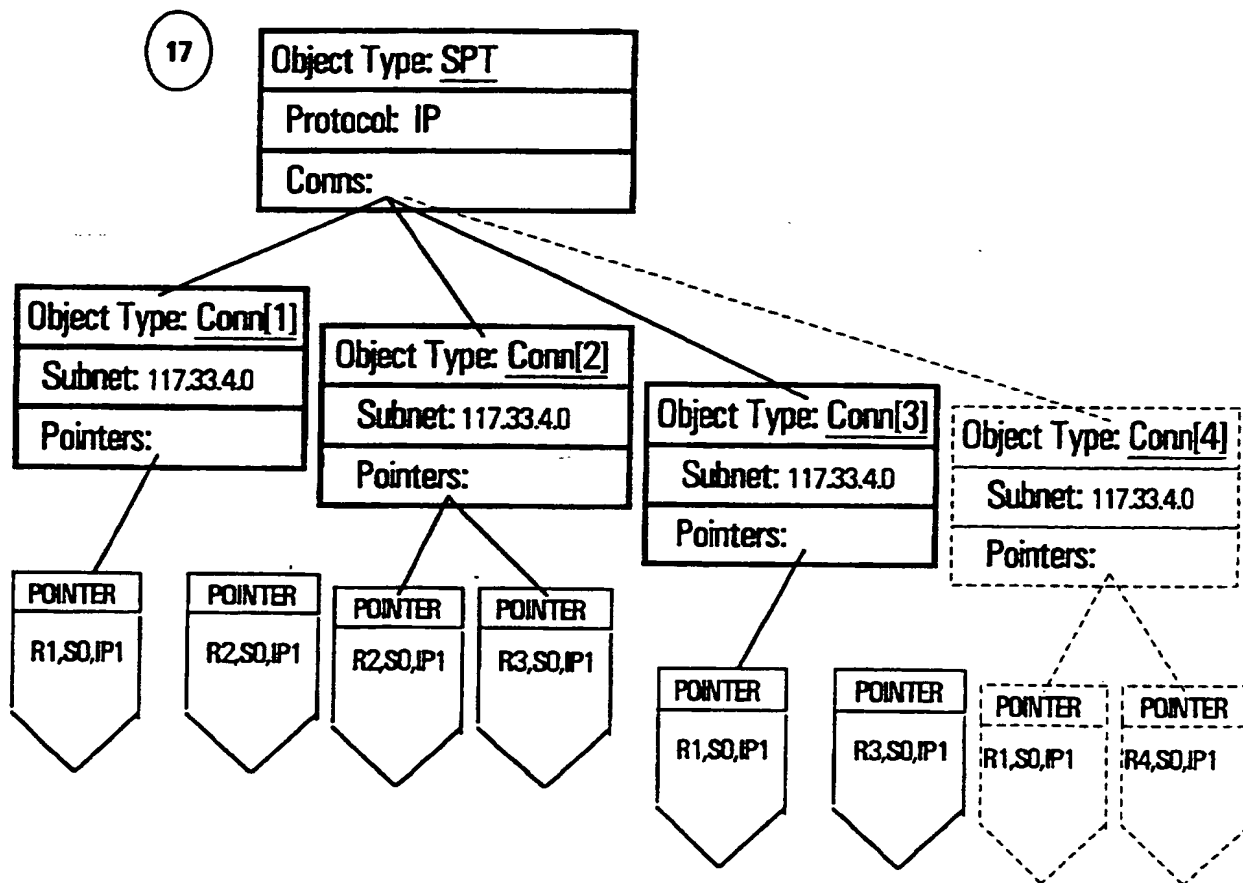 17
Object Type: SPT
Protocol: IP
Conns:
Object Type: Conn[1]
Subnet: 117.33.4.0
Pointers:
Object Type: Conn[2]
Subnet: 117.33.4.0
Pointers:
Object Type: Conn[3]
Subnet: 117.33.4.0
Pointers:
Object Type: Conn[4]
Subnet: 117.33.4.0
Pointers:
POINTER
R1,S0,IP1
POINTER
R2,S0,IP1
POINTER
R2,S0,IP1
POINTER
R3,S0,IP1
POINTER
R1,S0,IP1
POINTER
R3,S0,IP1
POINTER
R1,S0,IP1
POINTER
R4,S0,IP1